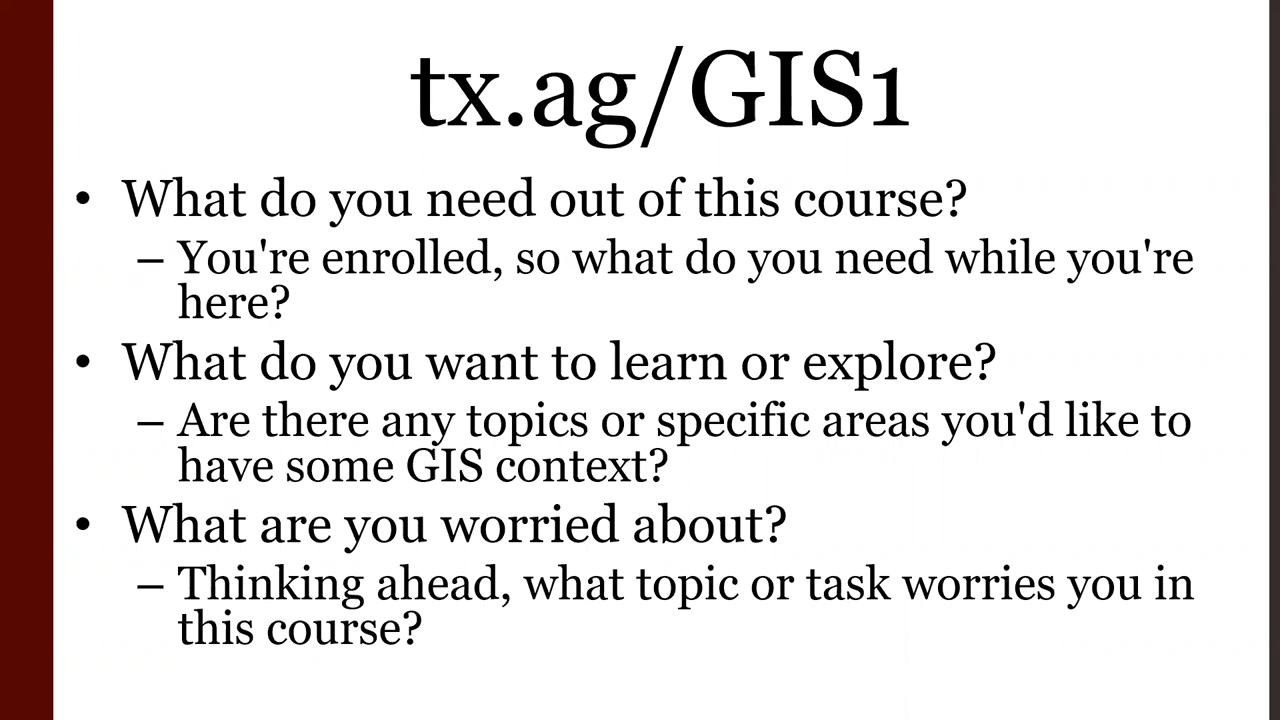 tx.ag/GIS1
• What do you need out of this course?
– You're enrolled, so what do you need while you're
here?
• What do you want to learn or explore?
– Are there any topics or specific areas you'd like to
have some GIS context?
• What are you worried about?
– Thinking ahead, what topic or task worries you in
this course?